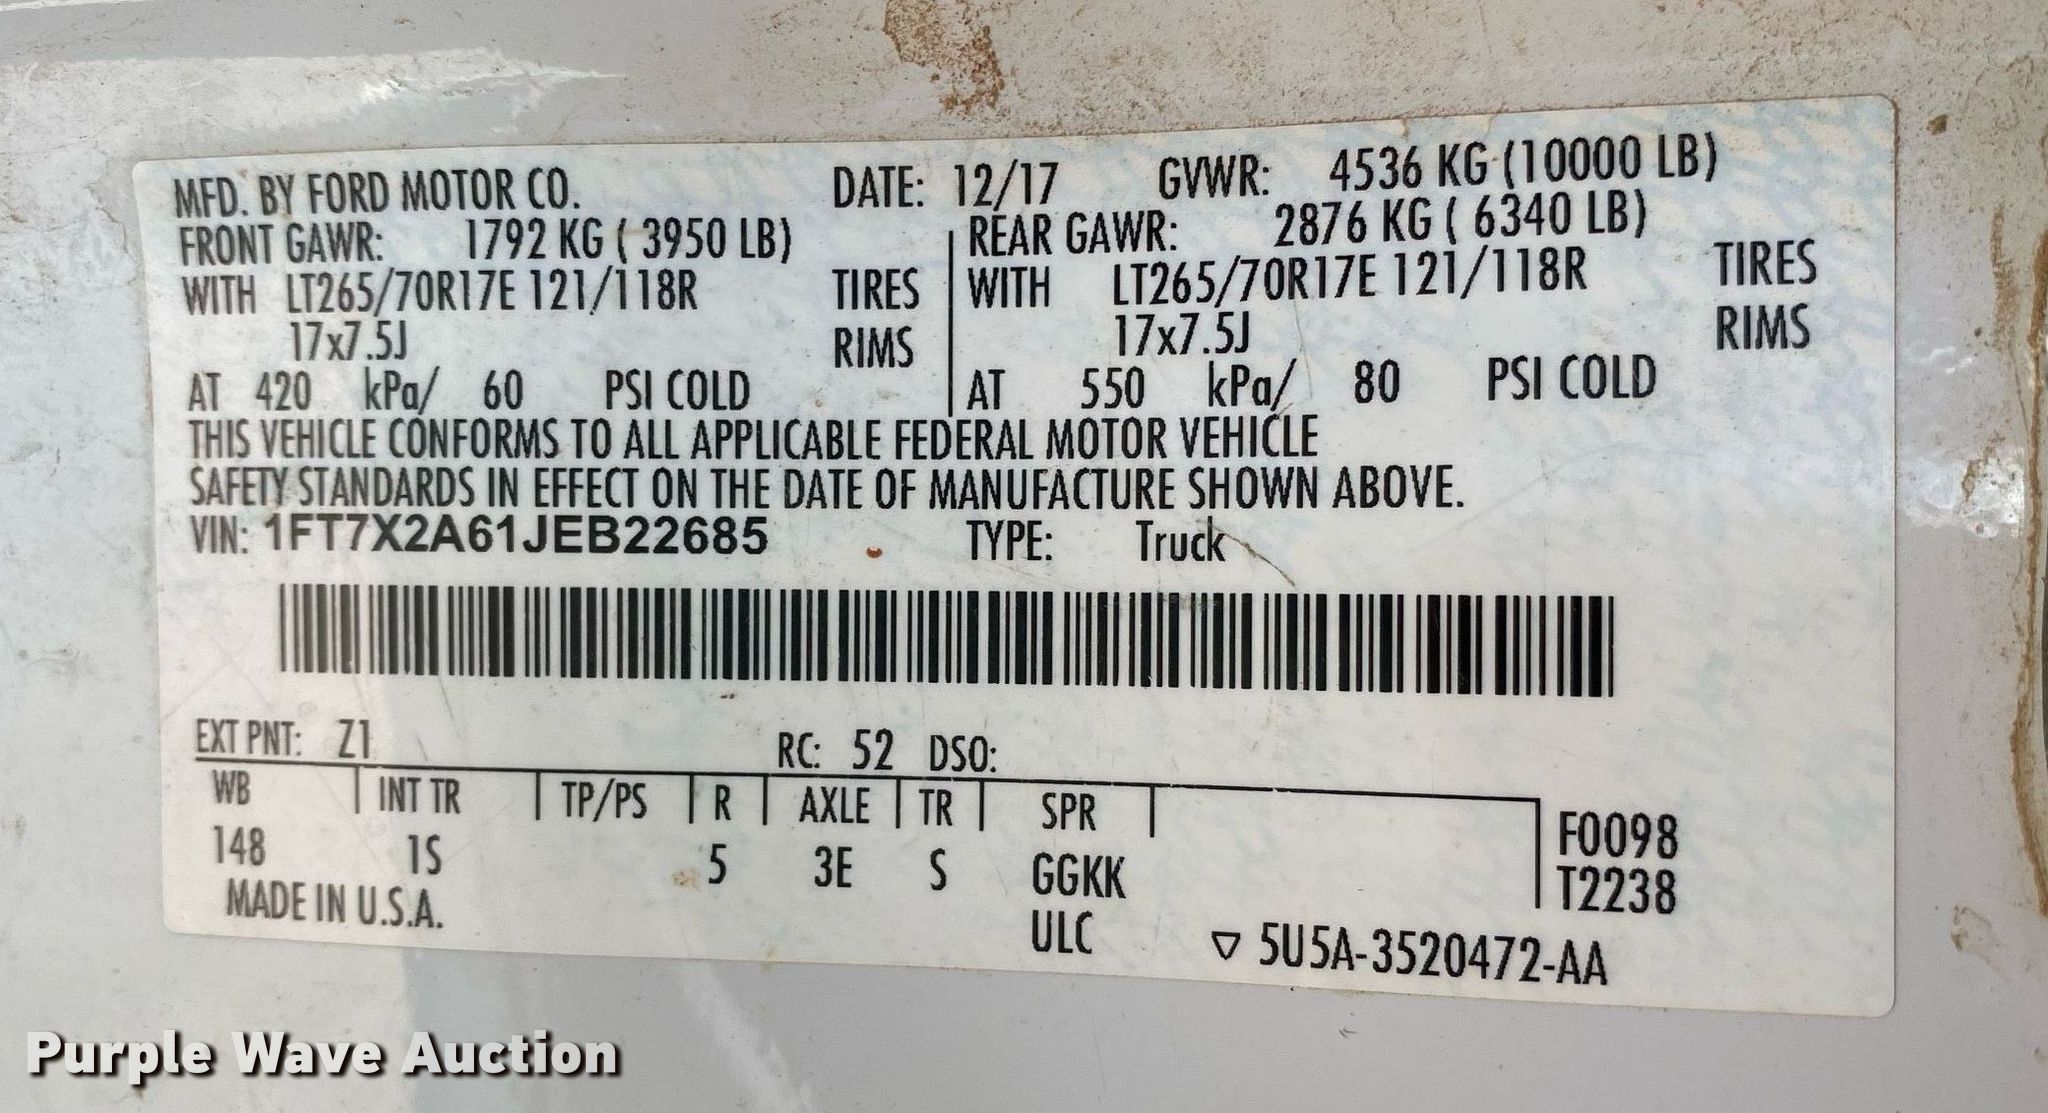 MFD. BY FORD MOTOR CO. DATE: 12/17 GVWR: 4536 KG (10000 LB)
FRONT GAWR: 1792 KG ( 3950 LB) REAR GAWR: 2876 KG ( 6340 LB)
WITH LT265/70R17E 121/118R TIRES WITH LT265/70R17E 121/118R TIRES
17x7.5J RIMS 17x7.5J RIMS
AT 420 kPa/ 60 PSI COLD AT 550 kPa/ 80 PSI COLD
THIS VEHICLE CONFORMS TO ALL APPLICABLE FEDERAL MOTOR VEHICLE
SAFETY STANDARDS IN EFFECT ON THE DATE OF MANUFACTURE SHOWN ABOVE.
VIN: 1FT7X2A61JEB22685 TYPE: Truck
EXT PNT: Z1 RC: 52 DSO:
WB INT TR TP/PS R AXLE TR SPR F0098
148 1S 5 3E S GGKK T2238
MADE IN U.S.A. ULC ▽ 5U5A-3520472-AA
Purple Wave Auction